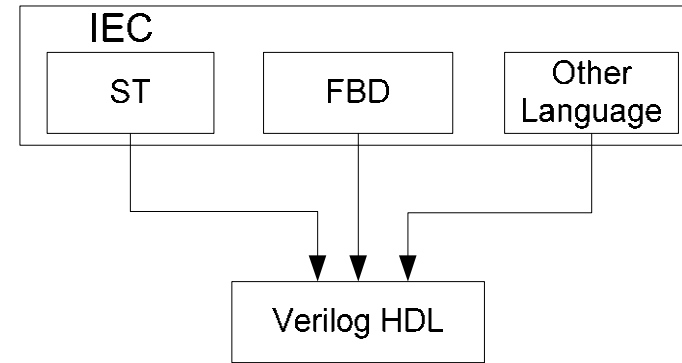 IEC
ST
FBD
Other
Language
Verilog HDL